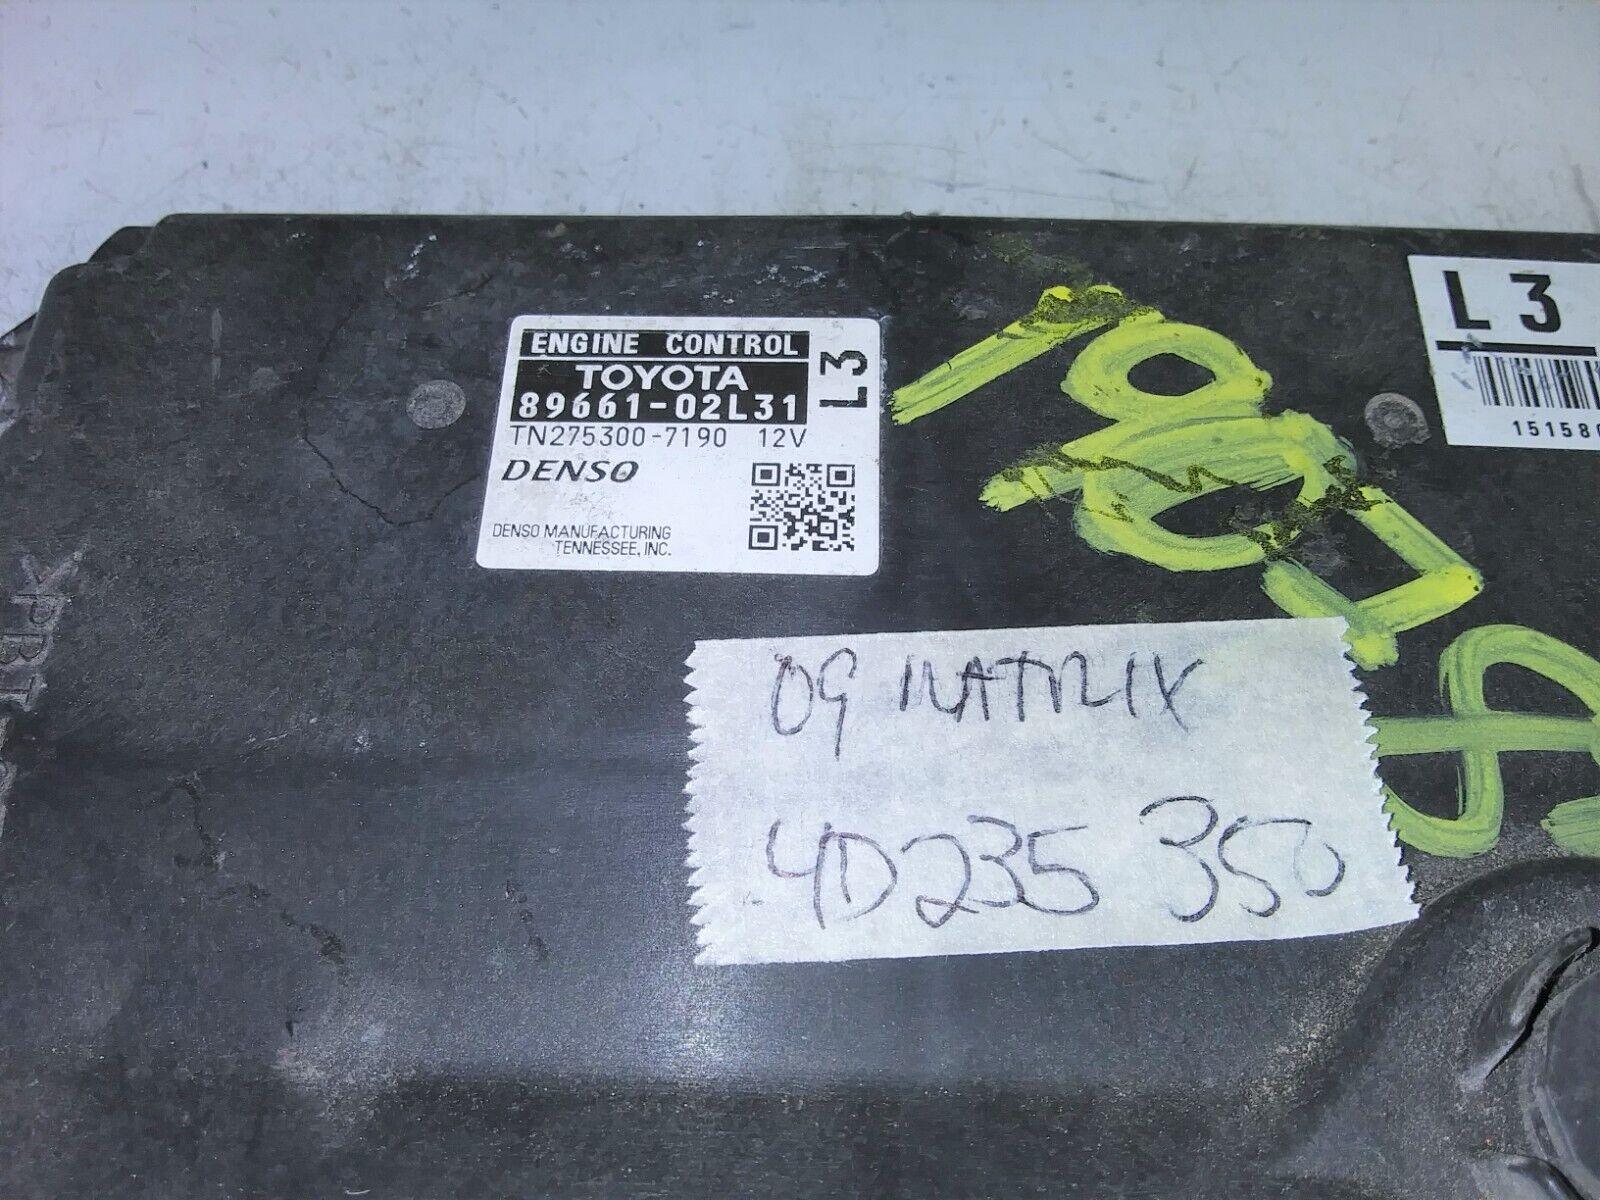 ENGINE CONTROL
TOYOTA
89661-02L31
L3
TN275300-7190 12V
DENSO
DENSO MANUFACTURING
TENNESSEE, INC.
L 3
15158
09 MATRIX
4D235 350